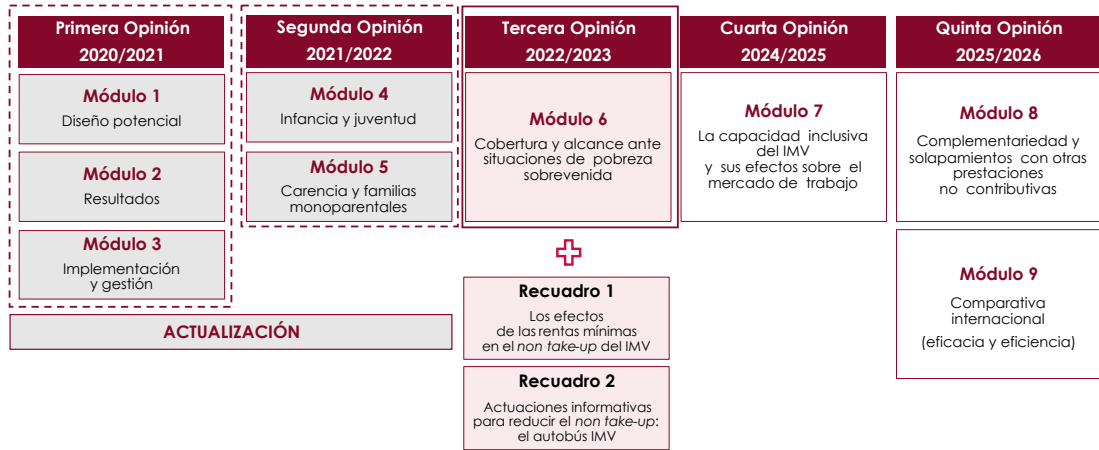 Primera Opinión
2020/2021
Módulo 1
Diseño potencial
Módulo 2
Resultados
Módulo 3
Implementación
y gestión
Segunda Opinión
2021/2022
Módulo 4
Infancia y juventud
Módulo 5
Carencia y familias
monoparentales
ACTUALIZACIÓN
Tercera Opinión
2022/2023
Módulo 6
Cobertura y alcance ante
situaciones de pobreza
sobrevenida
Recuadro 1
Los efectos
de las rentas mínimas
en el non take-up del IMV
Recuadro 2
Actuaciones informativas
para reducir el non take-up:
el autobús IMV
Cuarta Opinión
2024/2025
Módulo 7
La capacidad inclusiva
del IMV
y sus efectos sobre el
mercado de trabajo
Quinta Opinión
2025/2026
Módulo 8
Complementariedad y
solapamientos con otras
prestaciones
no contributivas
Módulo 9
Comparativa
internacional
(eficacia y eficiencia)